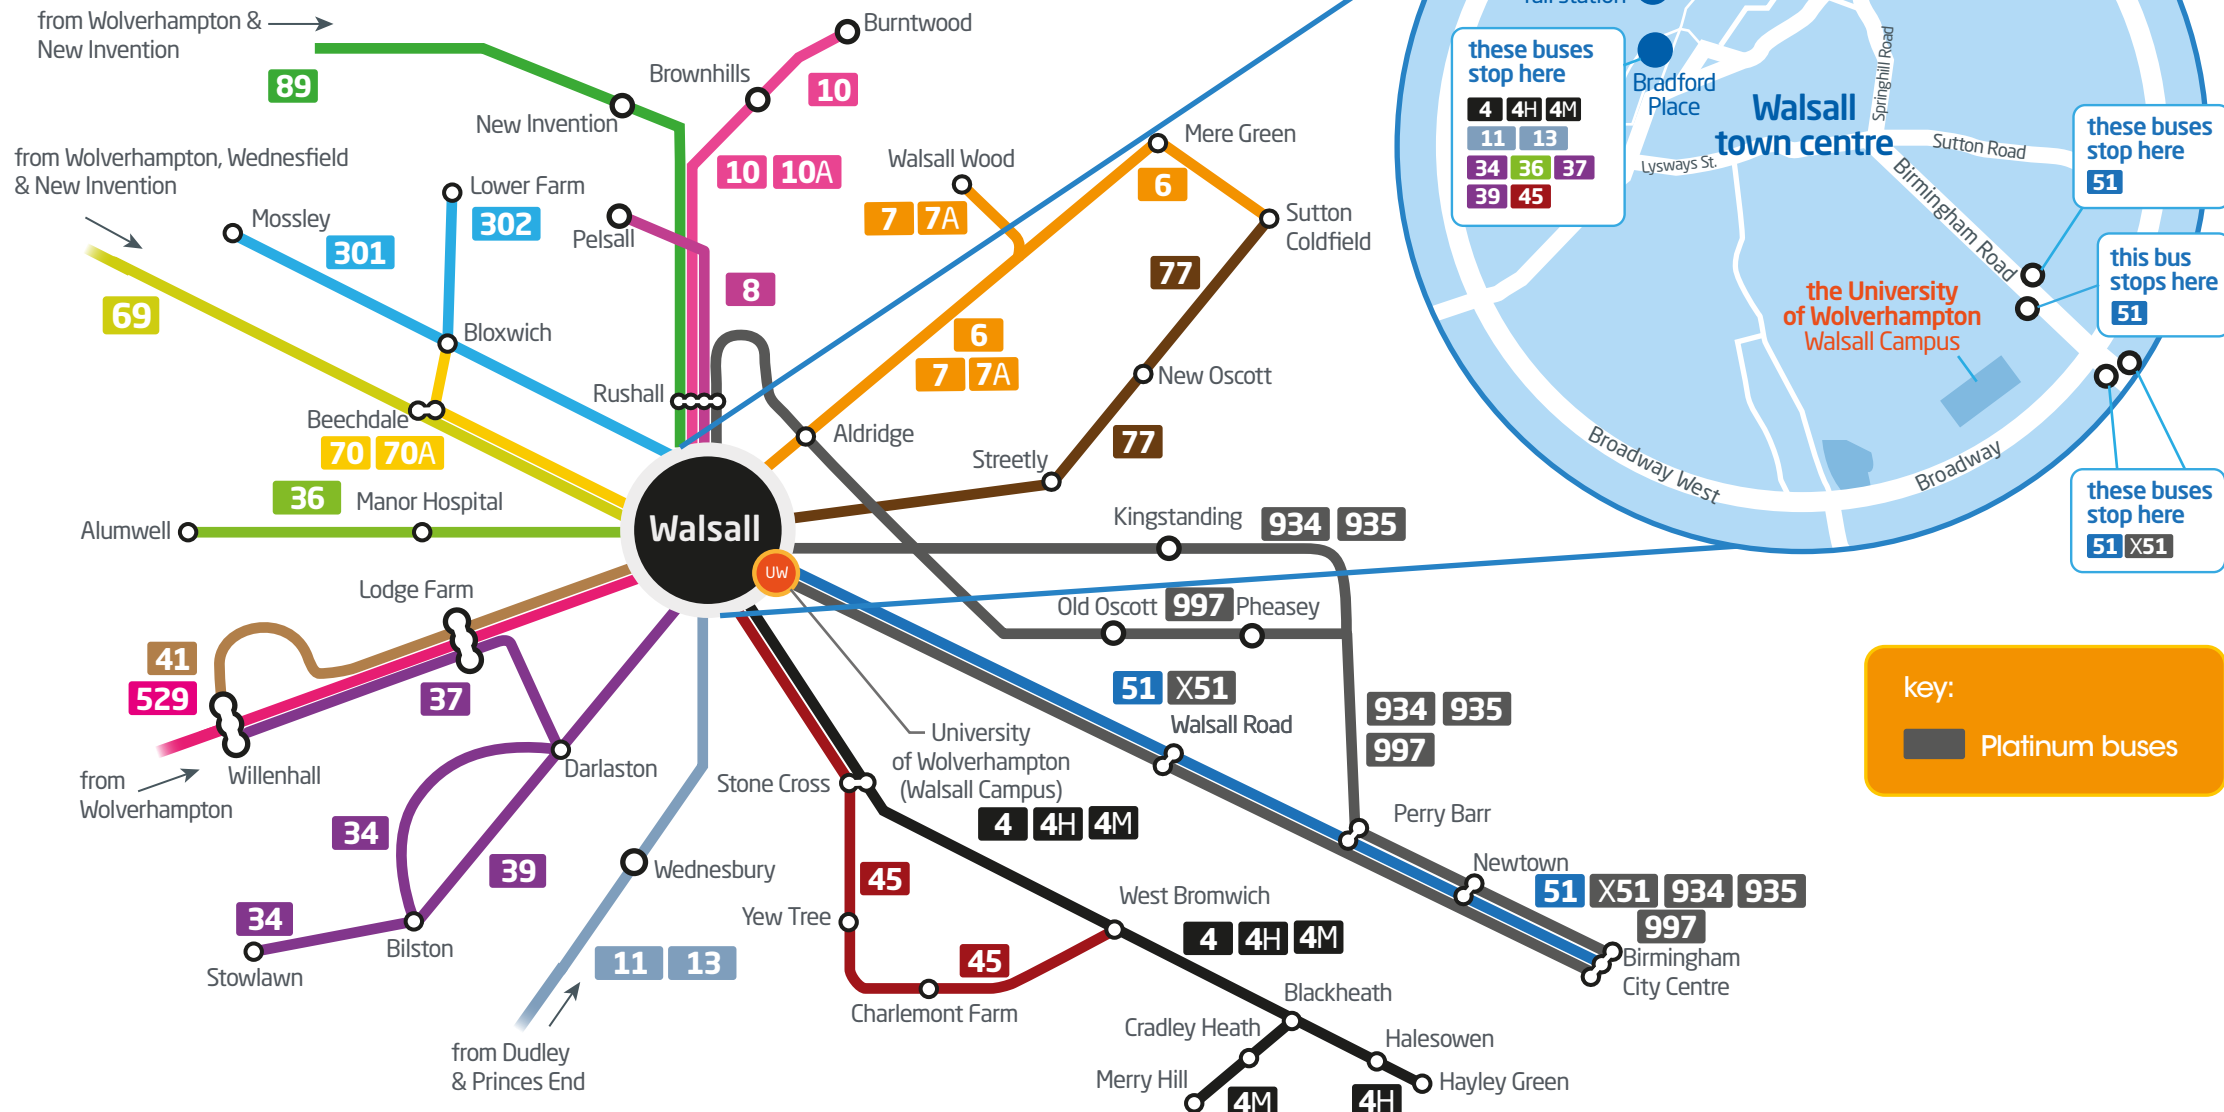 from Wolverhampton &
New Invention
89
New Invention
Burntwood
Brownhills
10
10 10A
from Wolverhampton, Wednesfield
& New Invention
69
Mossley
301
Lower Farm
302
Bloxwich
Pelsall
8
Rushall
Walsall Wood
7 7A
Mere Green
6
Sutton
Coldfield
77
6
7 7A
New Oscott
77
Aldridge
Streetly
Beechdale
70 70A
36
Manor Hospital
Alumwell
Walsall
UW
Kingstanding
934 935
Old Oscott
997
Pheasey
Lodge Farm
41
529
37
from
Wolverhampton
Willenhall
Darlaston
34
39
34
Bilston
Stowlawn
Wednesbury
11 13
from Dudley
& Princes End
University
of Wolverhampton
(Walsall Campus)
Stone Cross
4 4H 4M
45
Yew Tree
45
Charlemont Farm
West Bromwich
4 4H 4M
Blackheath
Cradley Heath
Merry Hill
4M
Halesowen
Hayley Green
4H
51 X51
Walsall Road
934 935
997
Perry Barr
Newtown
51 X51 934 935
997
Birmingham
City Centre
these buses
stop here
4 4H 4M
11 13
34 36 37
39 45
Bradford
Place
Walsall
town centre
Springhill Road
Lysways St.
Sutton Road
Birmingham Road
these buses
stop here
51
this bus
stops here
51
the University
of Wolverhampton
Walsall Campus
Broadway West
Broadway
these buses
stop here
51 X51
key:
Platinum buses